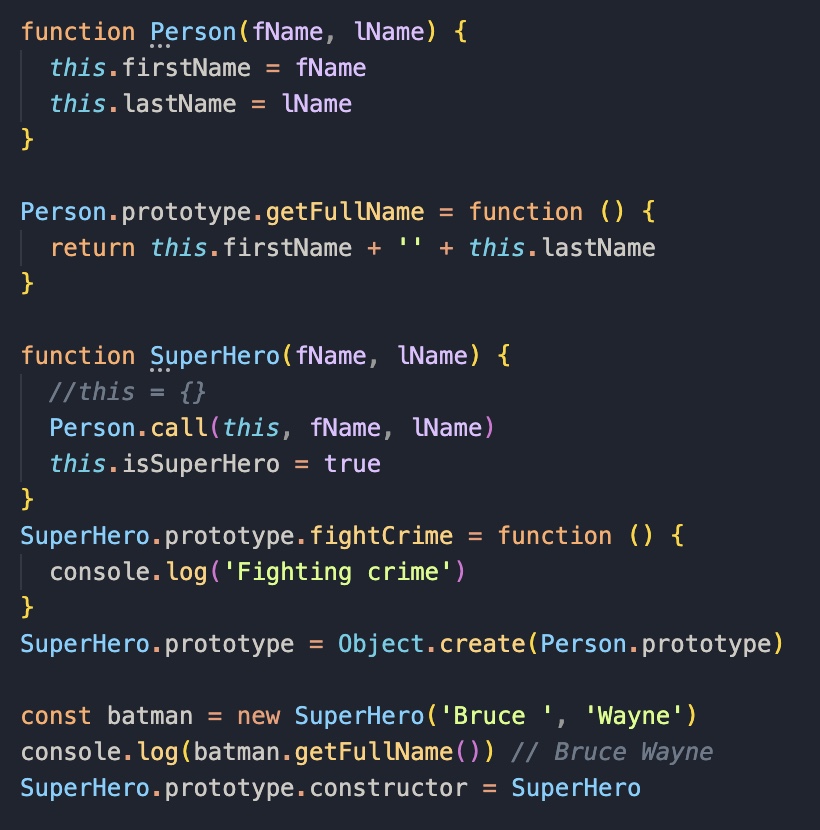 function Person(fName, lName) {
this.firstName = fName
this.lastName = lName
}
Person.prototype.getFullName = function () {
return this.firstName + '' + this.lastName
}
function SuperHero(fName, lName) {
//this = {}
Person.call(this, fName, lName)
this.isSuperHero = true
}
SuperHero.prototype.fightCrime = function () {
console.log('Fighting crime')
}
SuperHero.prototype = Object.create(Person.prototype)
const batman = new SuperHero('Bruce ', 'Wayne')
console.log(batman.getFullName()) // Bruce Wayne
SuperHero.prototype.constructor = SuperHero